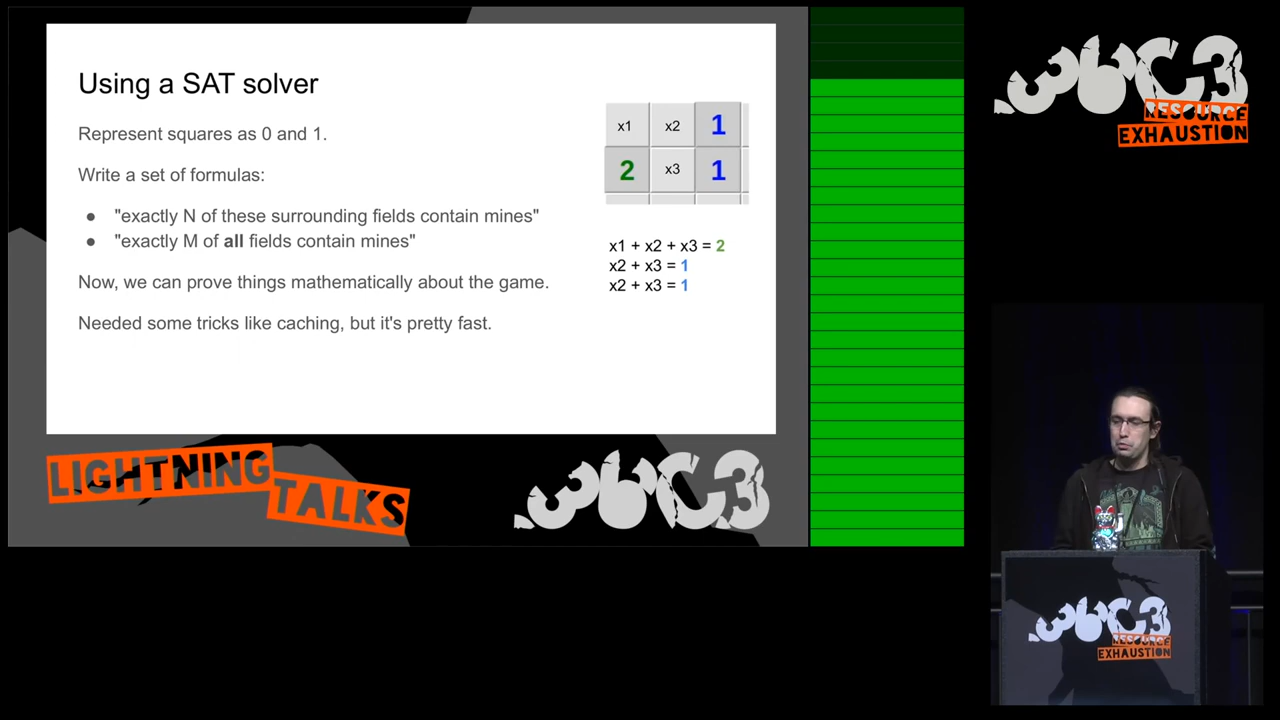 Using a SAT solver
Represent squares as 0 and 1.
Write a set of formulas:
● "exactly N of these surrounding fields contain mines"
● "exactly M of all fields contain mines"
Now, we can prove things mathematically about the game.
Needed some tricks like caching, but it's pretty fast.
x1 x2 1
2 x3 1
x1 + x2 + x3 = 2
x2 + x3 = 1
x2 + x3 = 1
LIGHTNING
TALKS
36C3
36C3
RESOURCE
EXHAUSTION
36C3
RESOURCE
EXHAUSTION